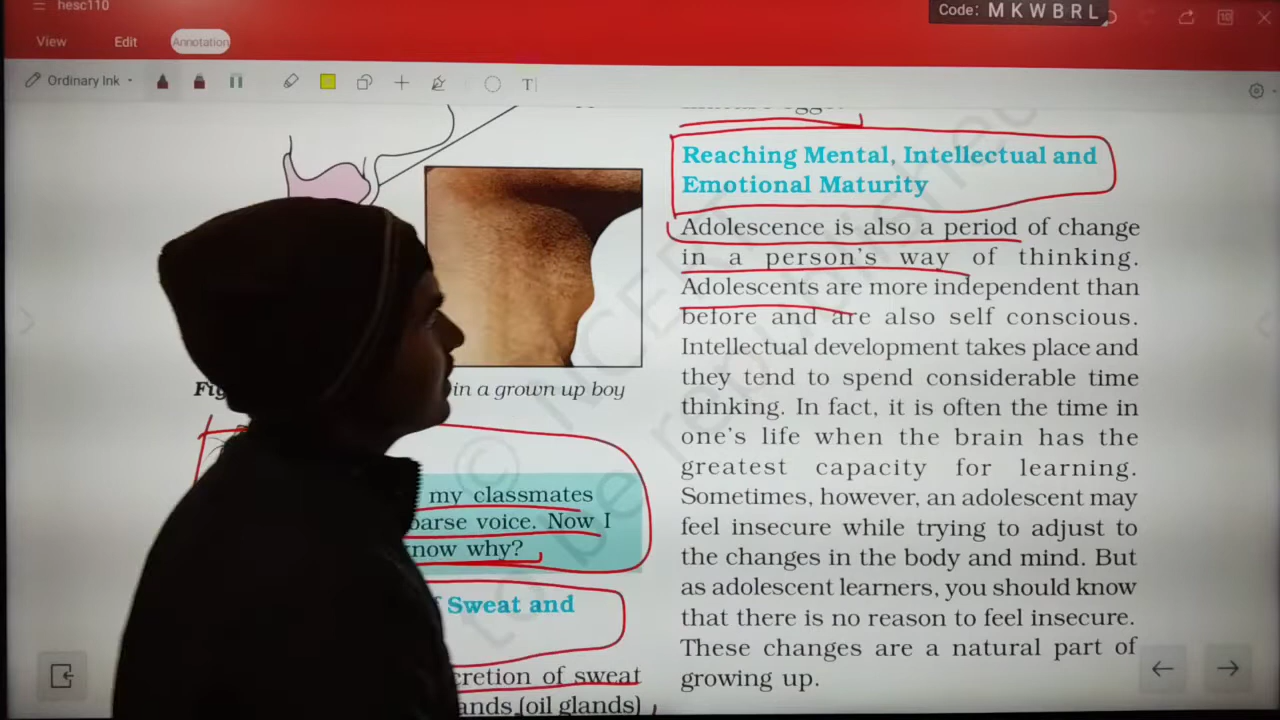 hesc110
Code: M K W B R L
View Edit Annotation
Ordinary Ink
T
Reaching Mental, Intellectual and
Emotional Maturity
Adolescence is also a period of change
in a person's way of thinking.
Adolescents are more independent than
before and are also self conscious.
Intellectual development takes place and
they tend to spend considerable time
thinking. In fact, it is often the time in
one's life when the brain has the
greatest capacity for learning.
Sometimes, however, an adolescent may
feel insecure while trying to adjust to
the changes in the body and mind. But
as adolescent learners, you should know
that there is no reason to feel insecure.
These changes are a natural part of
growing up.
in a grown up boy
my classmates
voice. Now I
know why?
Sweat and
of sweat
(oil glands)
© NCERT
to be republished